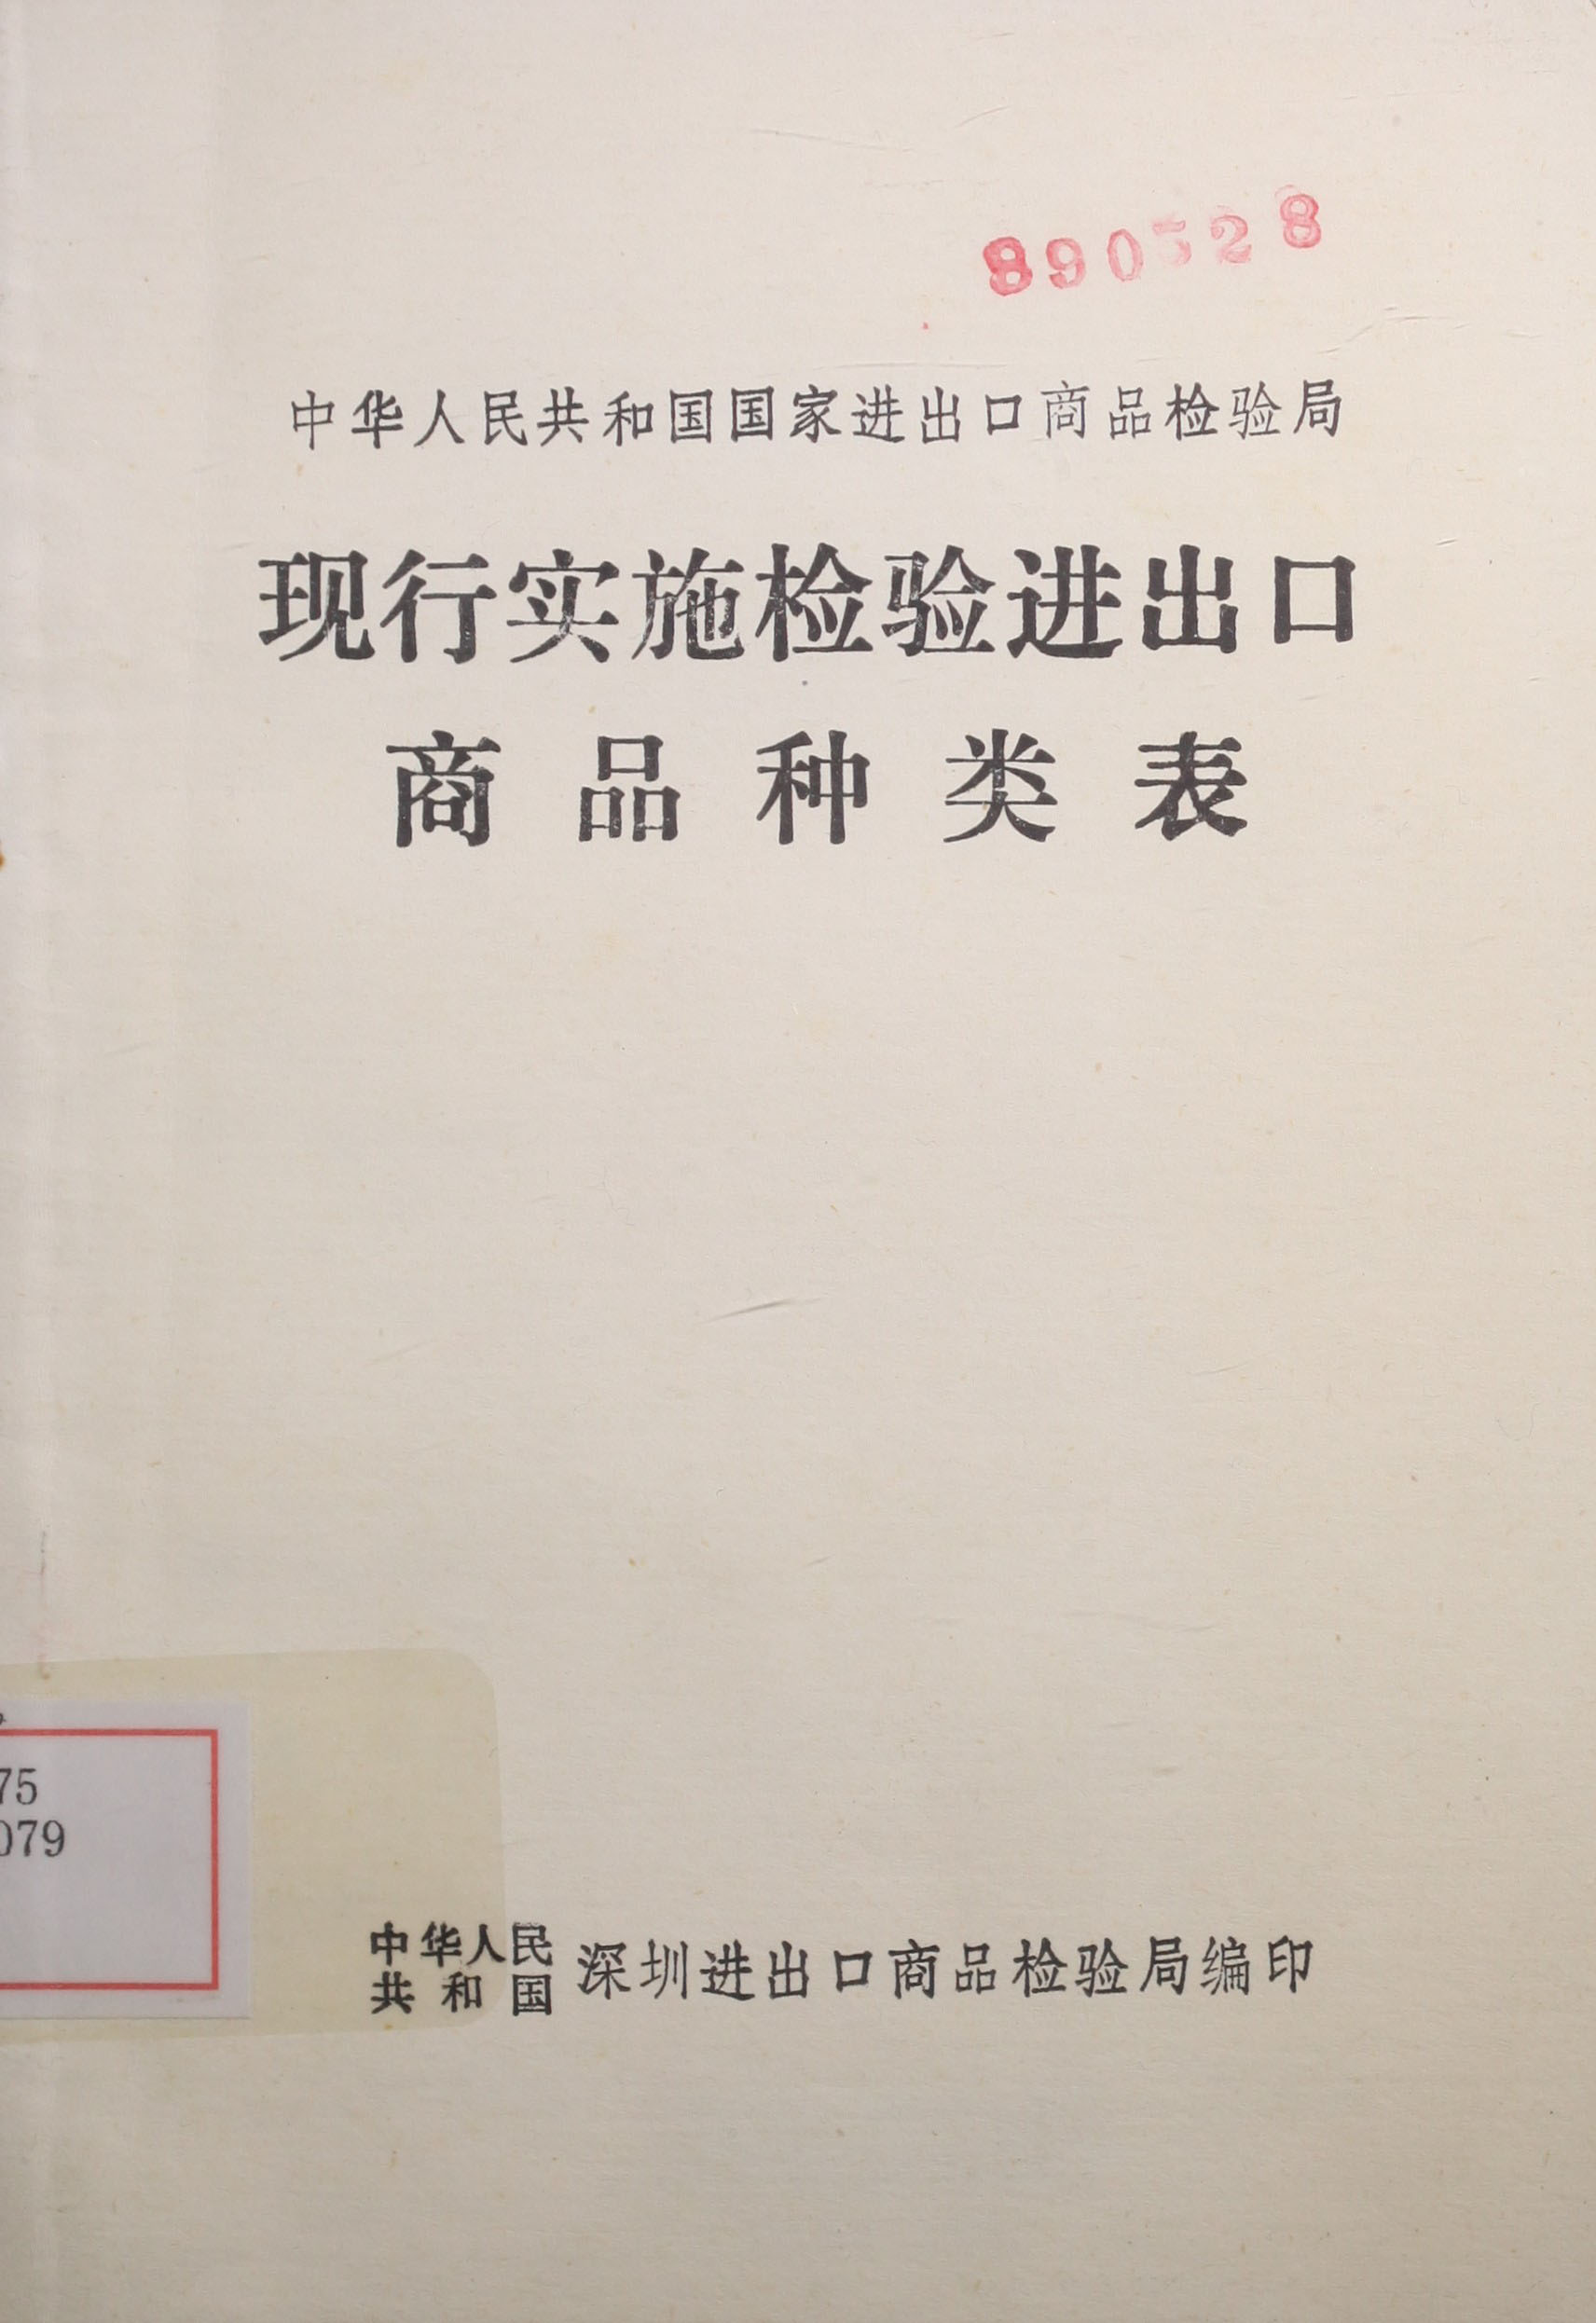 890528
中华人民共和国国家进出口商品检验局
现行实施检验进出口
商品种类表
75
079
中华人民
共和国
深圳进出口商品检验局编印